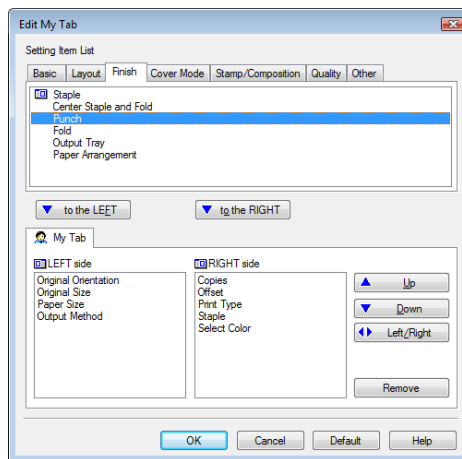 Edit My Tab
Setting Item List
Basic Layout Finish Cover Mode Stamp/Composition Quality Other
Staple
Center Staple and Fold
Punch
Fold
Output Tray
Paper Arrangement
to the LEFT to the RIGHT
My Tab
LEFT side
Original Orientation
Original Size
Paper Size
Output Method
RIGHT side
Copies
Offset
Print Type
Staple
Select Color
Up
Down
Left/Right
Remove
OK Cancel Default Help